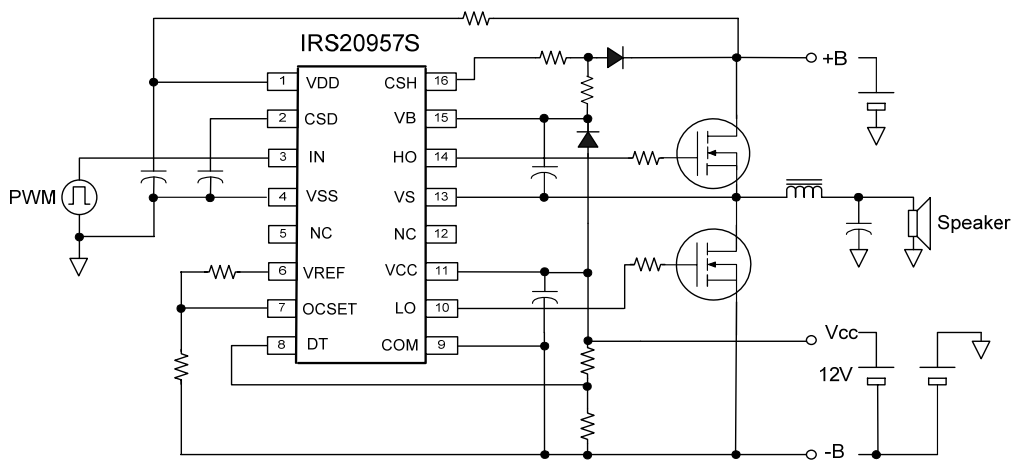 IRS20957S
1 VDD
2 CSD
3 IN
4 VSS
5 NC
6 VREF
7 OCSET
8 DT
CSH 16
VB 15
HO 14
VS 13
NC 12
VCC 11
LO 10
COM 9
PWM
+B
Speaker
Vcc
12V
-B